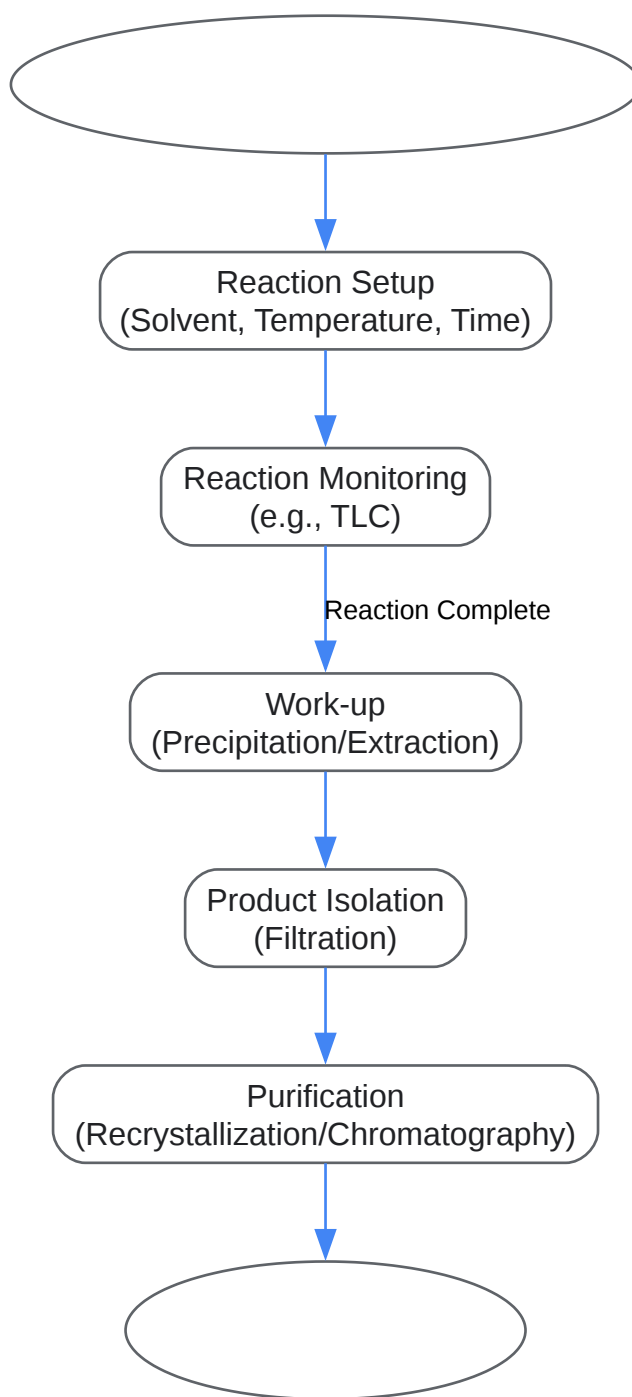 Reaction Setup
(Solvent, Temperature, Time)
Reaction Monitoring
(e.g., TLC)
Reaction Complete
Work-up
(Precipitation/Extraction)
Product Isolation
(Filtration)
Purification
(Recrystallization/Chromatography)